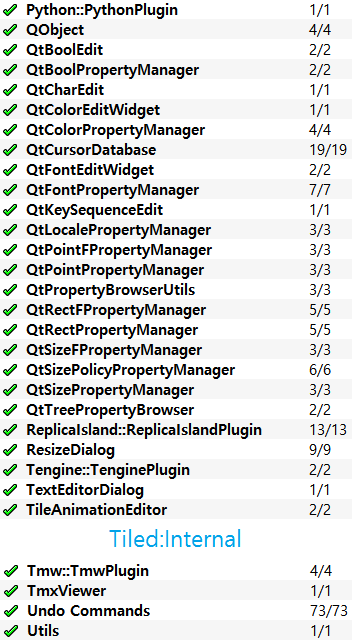 Python::PythonPlugin 1/1
QObject 4/4
QtBoolEdit 2/2
QtBoolPropertyManager 2/2
QtCharEdit 1/1
QtColorEditWidget 1/1
QtColorPropertyManager 4/4
QtCursorDatabase 19/19
QtFontEditWidget 2/2
QtFontPropertyManager 7/7
QtKeySequenceEdit 1/1
QtLocalePropertyManager 3/3
QtPointFPropertyManager 3/3
QtPointPropertyManager 3/3
QtPropertyBrowserUtils 3/3
QtRectFPropertyManager 5/5
QtRectPropertyManager 5/5
QtSizeFPropertyManager 3/3
QtSizePolicyPropertyManager 6/6
QtSizePropertyManager 3/3
QtTreePropertyBrowser 2/2
ReplicaIsland::ReplicaIslandPlugin 13/13
ResizeDialog 9/9
Tengine::TenginePlugin 2/2
TextEditorDialog 1/1
TileAnimationEditor 2/2
Tiled:Internal
Tmw::TmwPlugin 4/4
TmxViewer 1/1
Undo Commands 73/73
Utils 1/1